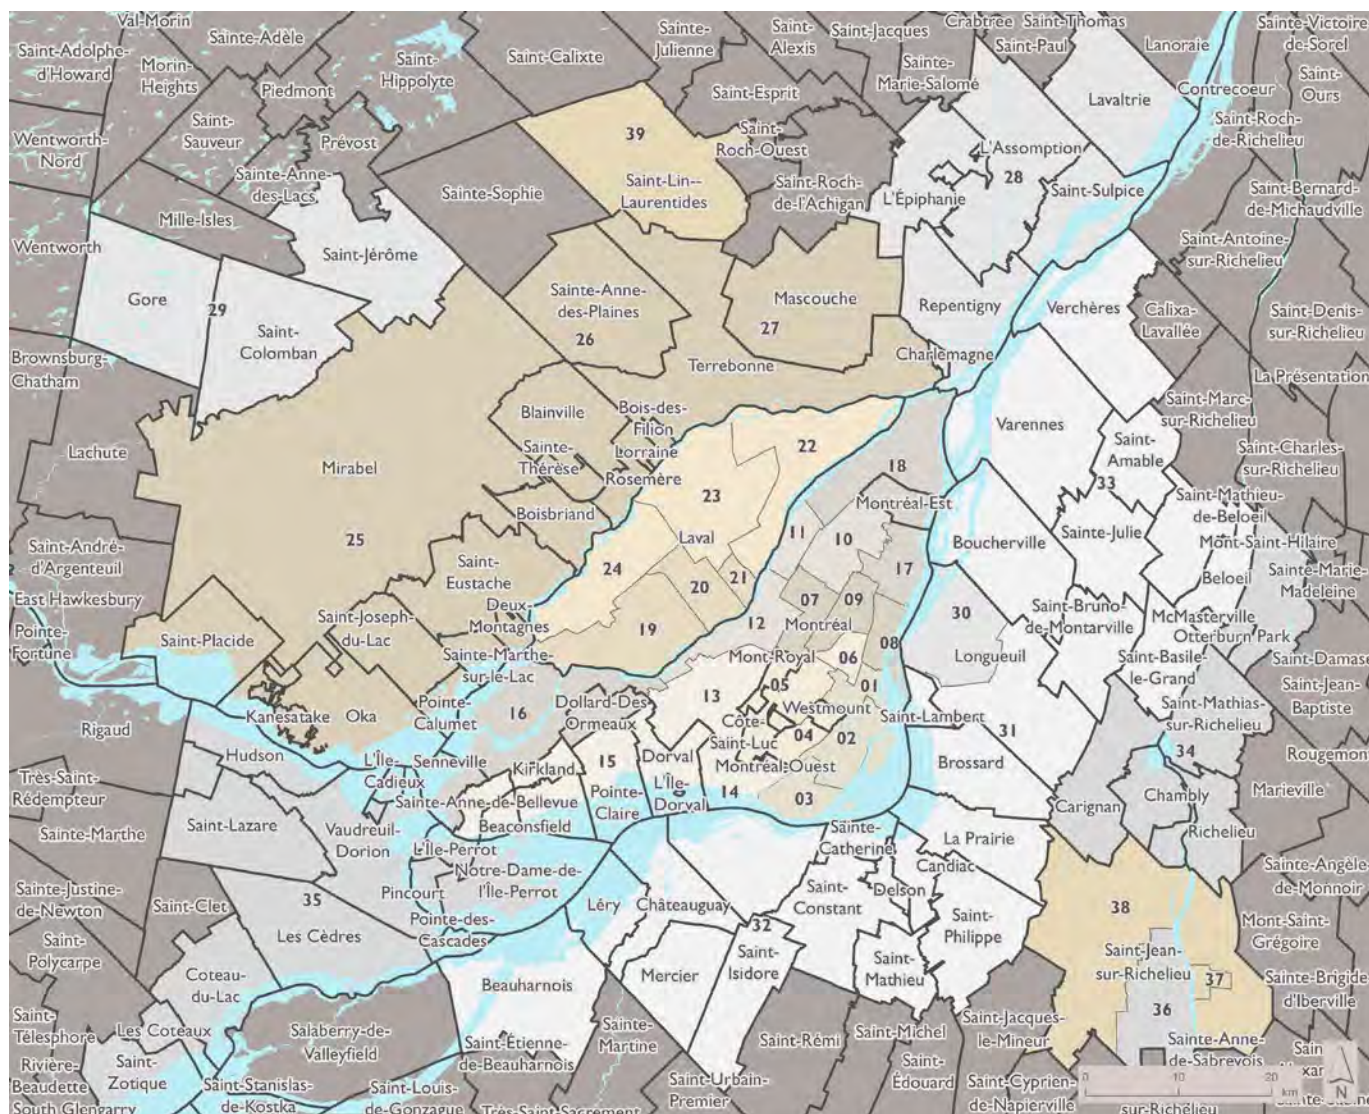 Val-Morin
Sainte-Adèle
Saint-Adolphe-
d'Howard
Morin-
Heights
Piedmont
Saint-
Hippolyte
Saint-Calixte
Sainte-
Julienne
Saint-
Alexis
Saint-Jacques
Crabtree
Saint-Thomas
Saint-Paul
Sainte-
Marie-Salomé
Lanoraie
Sainte-Victoire-
de-Sorel
Saint-
Ours
Contrecoeur
Lavaltrie
Saint-Roch-
de-Richelieu
Saint-Esprit
Saint-
Sauveur
Prévost
Wentworth-
Nord
39
Saint-
Roch-Ouest
L'Assomption
28
Sainte-Anne-
des-Lacs
Sainte-Sophie
Saint-Lin--
Laurentides
Saint-Roch-
de-l'Achigan
L'Épiphanie
Saint-Sulpice
Saint-Bernard-
de-Michaudville
Mille-Isles
Wentworth
Saint-Jérôme
Saint-Antoine-
sur-Richelieu
Gore
29
Saint-
Colomban
Sainte-Anne-
des-Plaines
26
Mascouche
27
Repentigny
Verchères
Calixa-
Lavallée
Saint-Denis-
sur-Richelieu
Brownsburg-
Chatham
Terrebonne
Charlemagne
La Présentation
Blainville
Bois-des-
Filion
Lorraine
Saint-Marc-
sur-Richelieu
Lachute
Mirabel
Sainte-
Thérèse
Rosemère
22
Varennes
Saint-
Amable
Saint-Charles-
sur-Richelieu
18
23
33
Saint-Mathieu-
de-Beloeil
Boisbriand
Montréal-Est
25
Laval
11
10
Boucherville
Sainte-Julie
Mont-Saint-Hilaire
Saint-André-
d'Argenteuil
Saint-
Eustache
24
20
21
17
Beloeil
Sainte-Marie-
Madeleine
East Hawkesbury
Saint-Joseph-
du-Lac
Deux-
Montagnes
07
09
30
Saint-Bruno-
de-Montarville
McMasterville
Pointe-
Fortune
Saint-Placide
19
12
Montréal
08
Longueuil
Otterburn Park
Sainte-Marthe-
sur-le-Lac
Mont-Royal
06
Saint-Basile-
le-Grand
Saint-Damase
13
05
01
Saint-Jean-
Baptiste
Rigaud
Kanesatake
Oka
Pointe-
Calumet
16
Dollard-Des
Ormeaux
Westmount
Saint-Lambert
31
Saint-Mathias-
sur-Richelieu
34
Hudson
L'Île-
Cadieux
Senneville
Kirkland
15
Dorval
Côte-
Saint-Luc
04
02
Rougemont
Montréal-Ouest
Brossard
Très-Saint-
Rédempteur
Sainte-Anne-de-Bellevue
Pointe-
Claire
L'Île-
Dorval
14
03
Carignan
Chambly
Marieville
Sainte-Marthe
Saint-Lazare
Vaudreuil-
Dorion
Beaconsfield
Richelieu
L'Île-Perrot
Sainte-
Catherine
La Prairie
Candiac
Notre-Dame-de-
l'Île-Perrot
Sainte-Angèle-
de-Monnoir
Sainte-Justine-
de-Newton
Pincourt
Delson
Saint-Clet
35
Léry
Châteauguay
Saint-
Constant
38
Les Cèdres
Pointe-des-
Cascades
32
Saint-
Philippe
Mont-Saint-
Grégoire
Saint-
Polycarpe
Saint-
Isidore
Saint-
Mathieu
Saint-Jean-
sur-Richelieu
37
Coteau-
du-Lac
Beauharnois
Mercier
Sainte-Brigide-
d'Iberville
36
Saint-
Télesphore
Les Coteaux
Salaberry-de-
Valleyfield
Saint-Étienne-
de-Beauharnois
Sainte-
Martine
Saint-Rémi
Saint-Michel
Saint-Jacques-
le-Mineur
Sainte-Anne-
de-Sabrevois
Rivière-
Beaudette
Saint-
Zotique
Saint-
Édouard
Saint-Stanislas-
de-Kostka
Saint-Louis-
de-Gonzague
Saint-Urbain-
Premier
Saint-Cyprien-
de-Napierville
South Glengarry
Très-Saint-Sacrement
sur-Richelieu
0 10 20
km
N